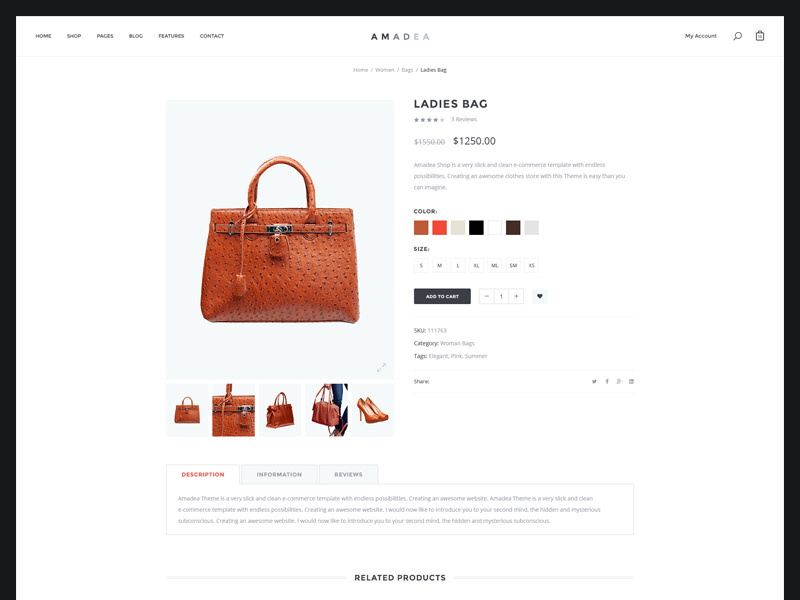 HOME SHOP PAGES BLOG FEATURES CONTACT
AMADEA
My Account
Home / Women / Bags / Ladies Bag
LADIES BAG
3 Reviews
$1550.00 $1250.00
Amadea Shop is a very slick and clean e-commerce template with endless
possibilities. Creating an awesome clothes store with this Theme is easy than you
can imagine.
COLOR:
SIZE:
S M L XL ML SM XS
ADD TO CART
− 1 +
SKU: 111763
Category: Woman Bags
Tags: Elegant, Pink, Summer
Share:
DESCRIPTION INFORMATION REVIEWS
Amadea Theme is a very slick and clean e-commerce template with endless possibilities. Creating an awesome website. Amadea Theme is a very slick and clean
e-commerce template with endless possibilities. Creating an awesome website. I would now like to introduce you to your second mind, the hidden and mysterious
subconscious. Creating an awesome website. I would now like to introduce you to your second mind, the hidden and mysterious subconscious.
RELATED PRODUCTS